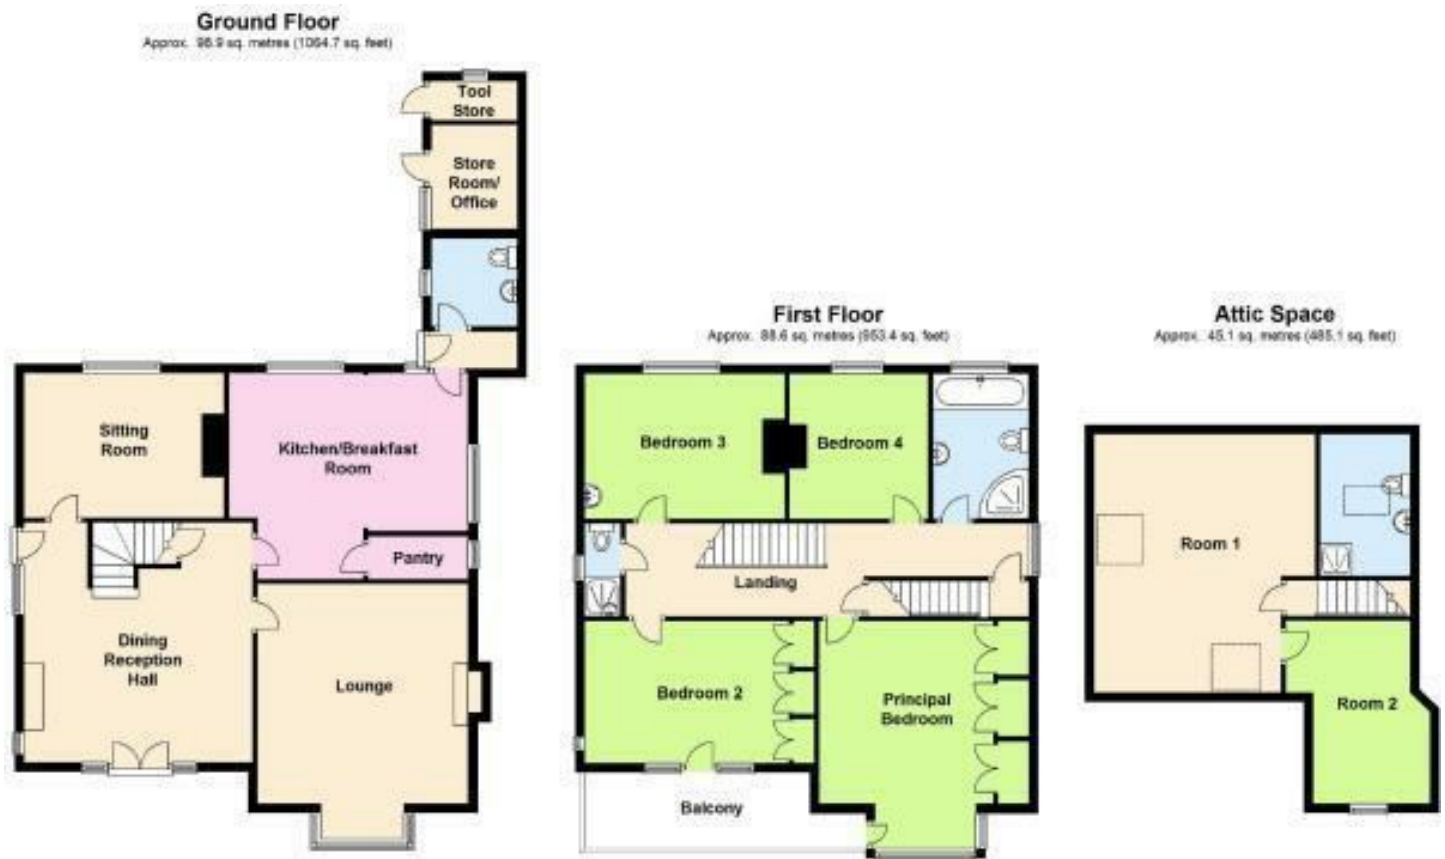 Ground Floor
Approx. 98.9 sq. metres (1064.7 sq. feet)
Tool
Store
Store
Room/
Office
Sitting
Room
Kitchen/Breakfast
Room
Pantry
Dining
Reception
Hall
Lounge
First Floor
Approx. 88.6 sq. metres (953.4 sq. feet)
Bedroom 3
Bedroom 4
Landing
Bedroom 2
Principal
Bedroom
Balcony
Attic Space
Approx. 45.1 sq. metres (485.1 sq. feet)
Room 1
Room 2